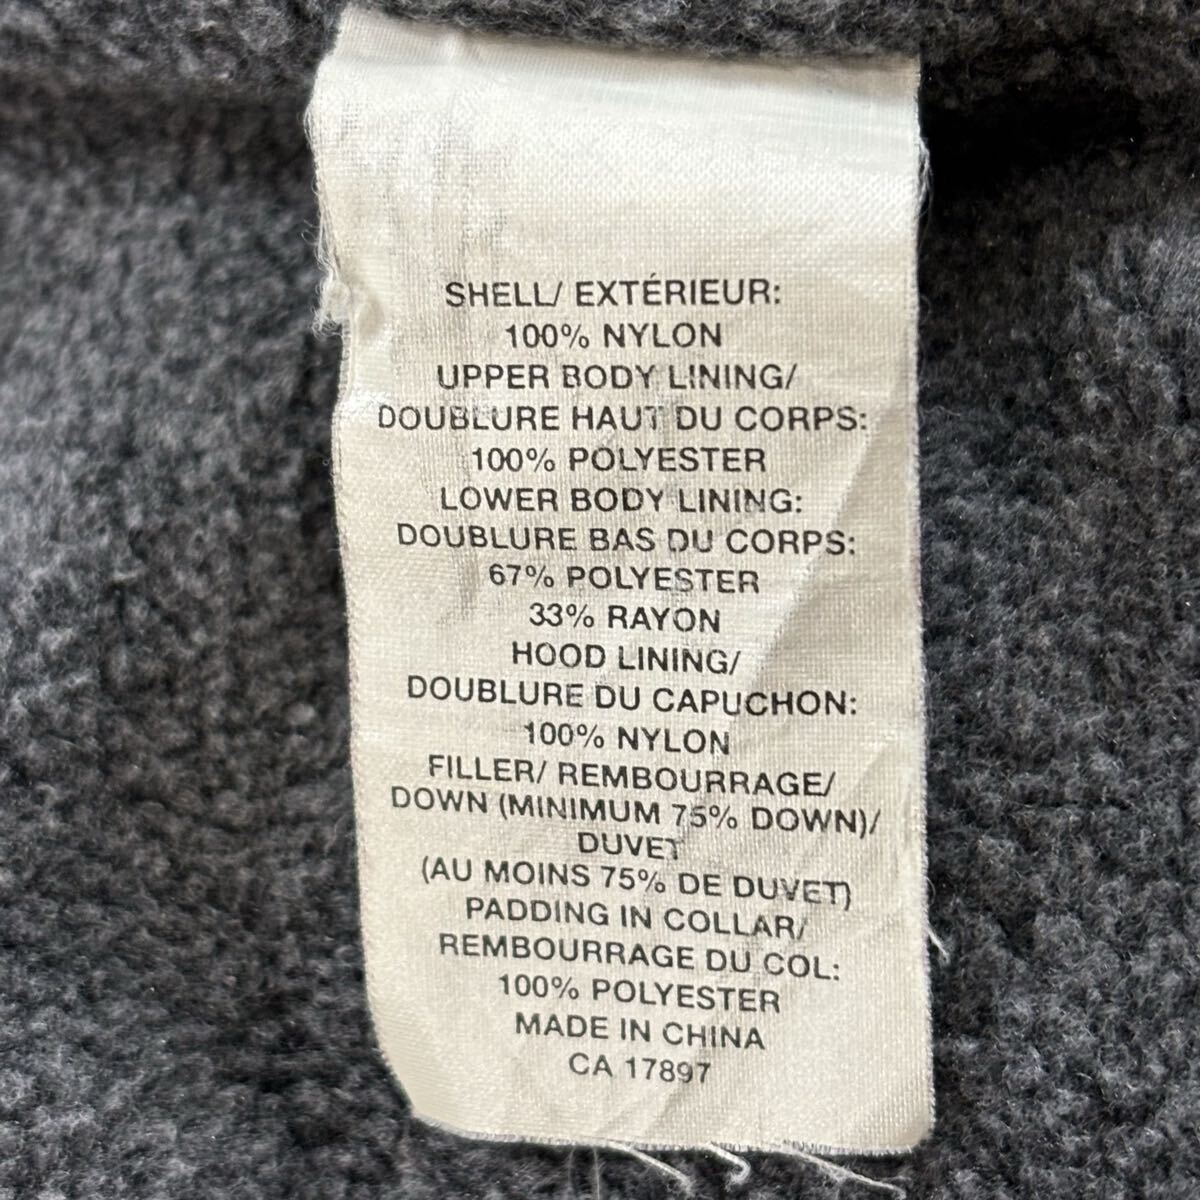 SHELL/ EXTÉRIEUR:
100% NYLON
UPPER BODY LINING/
DOUBLURE HAUT DU CORPS:
100% POLYESTER
LOWER BODY LINING:
DOUBLURE BAS DU CORPS:
67% POLYESTER
33% RAYON
HOOD LINING/
DOUBLURE DU CAPUCHON:
100% NYLON
FILLER/ REMBOURRAGE/
DOWN (MINIMUM 75% DOWN)/
DUVET
(AU MOINS 75% DE DUVET)
PADDING IN COLLAR/
REMBOURRAGE DU COL:
100% POLYESTER
MADE IN CHINA
CA 17897